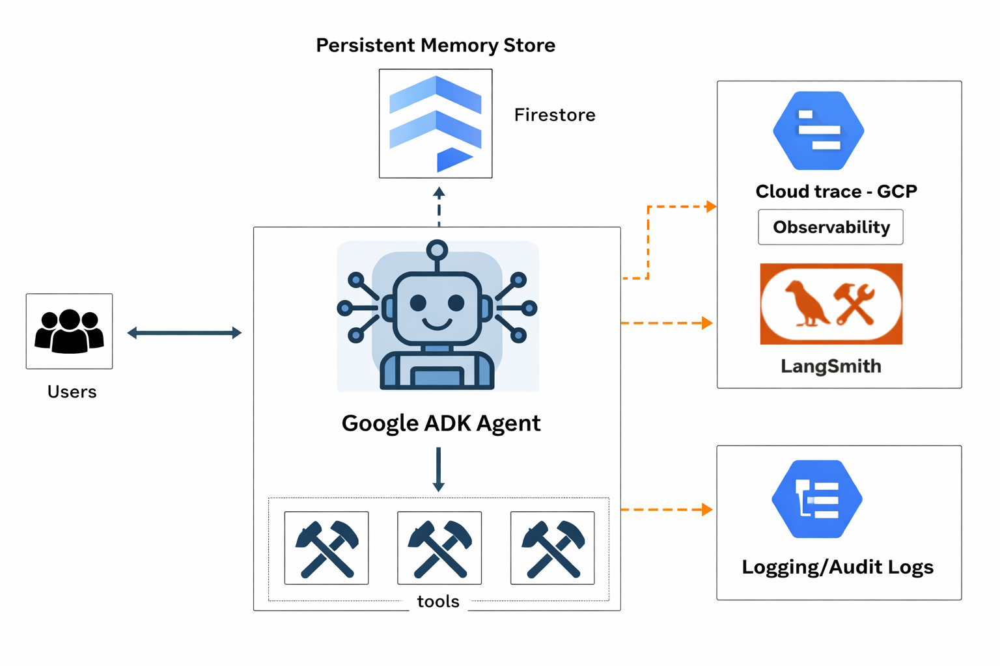 Persistent Memory Store
Firestore
Cloud trace - GCP
Observability
LangSmith
Users
Google ADK Agent
tools
Logging/Audit Logs